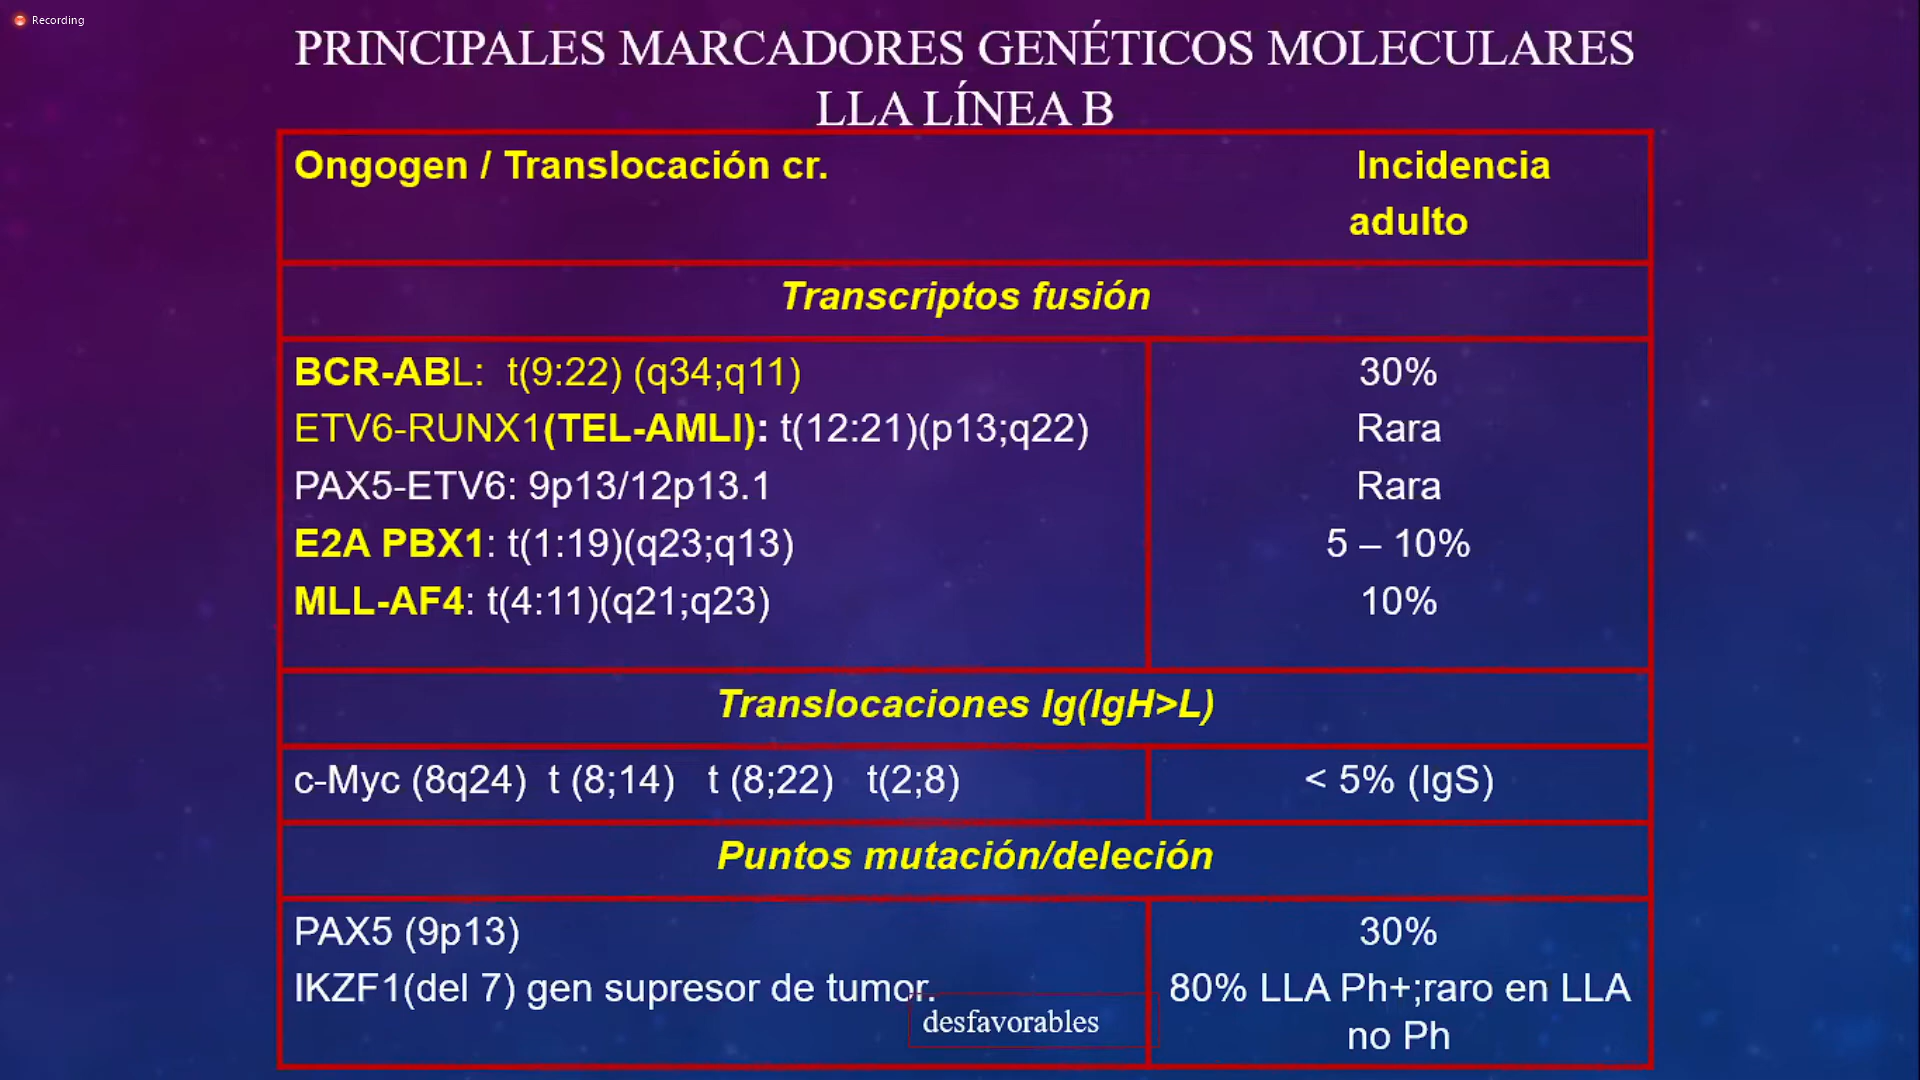 Recording
PRINCIPALES MARCADORES GENÉTICOS MOLECULARES
LLA LÍNEA B
Ongogen / Translocación cr. Incidencia
adulto
Transcriptos fusión
BCR-ABL: t(9:22) (q34;q11) 30%
ETV6-RUNX1(TEL-AMLI): t(12:21)(p13;q22) Rara
PAX5-ETV6: 9p13/12p13.1 Rara
E2A PBX1: t(1:19)(q23;q13) 5 – 10%
MLL-AF4: t(4:11)(q21;q23) 10%
Translocaciones Ig(IgH>L)
c-Myc (8q24) t (8;14) t (8;22) t(2;8) < 5% (IgS)
Puntos mutación/deleción
PAX5 (9p13) 30%
IKZF1(del 7) gen supresor de tumor. 80% LLA Ph+;raro en LLA
desfavorables no Ph